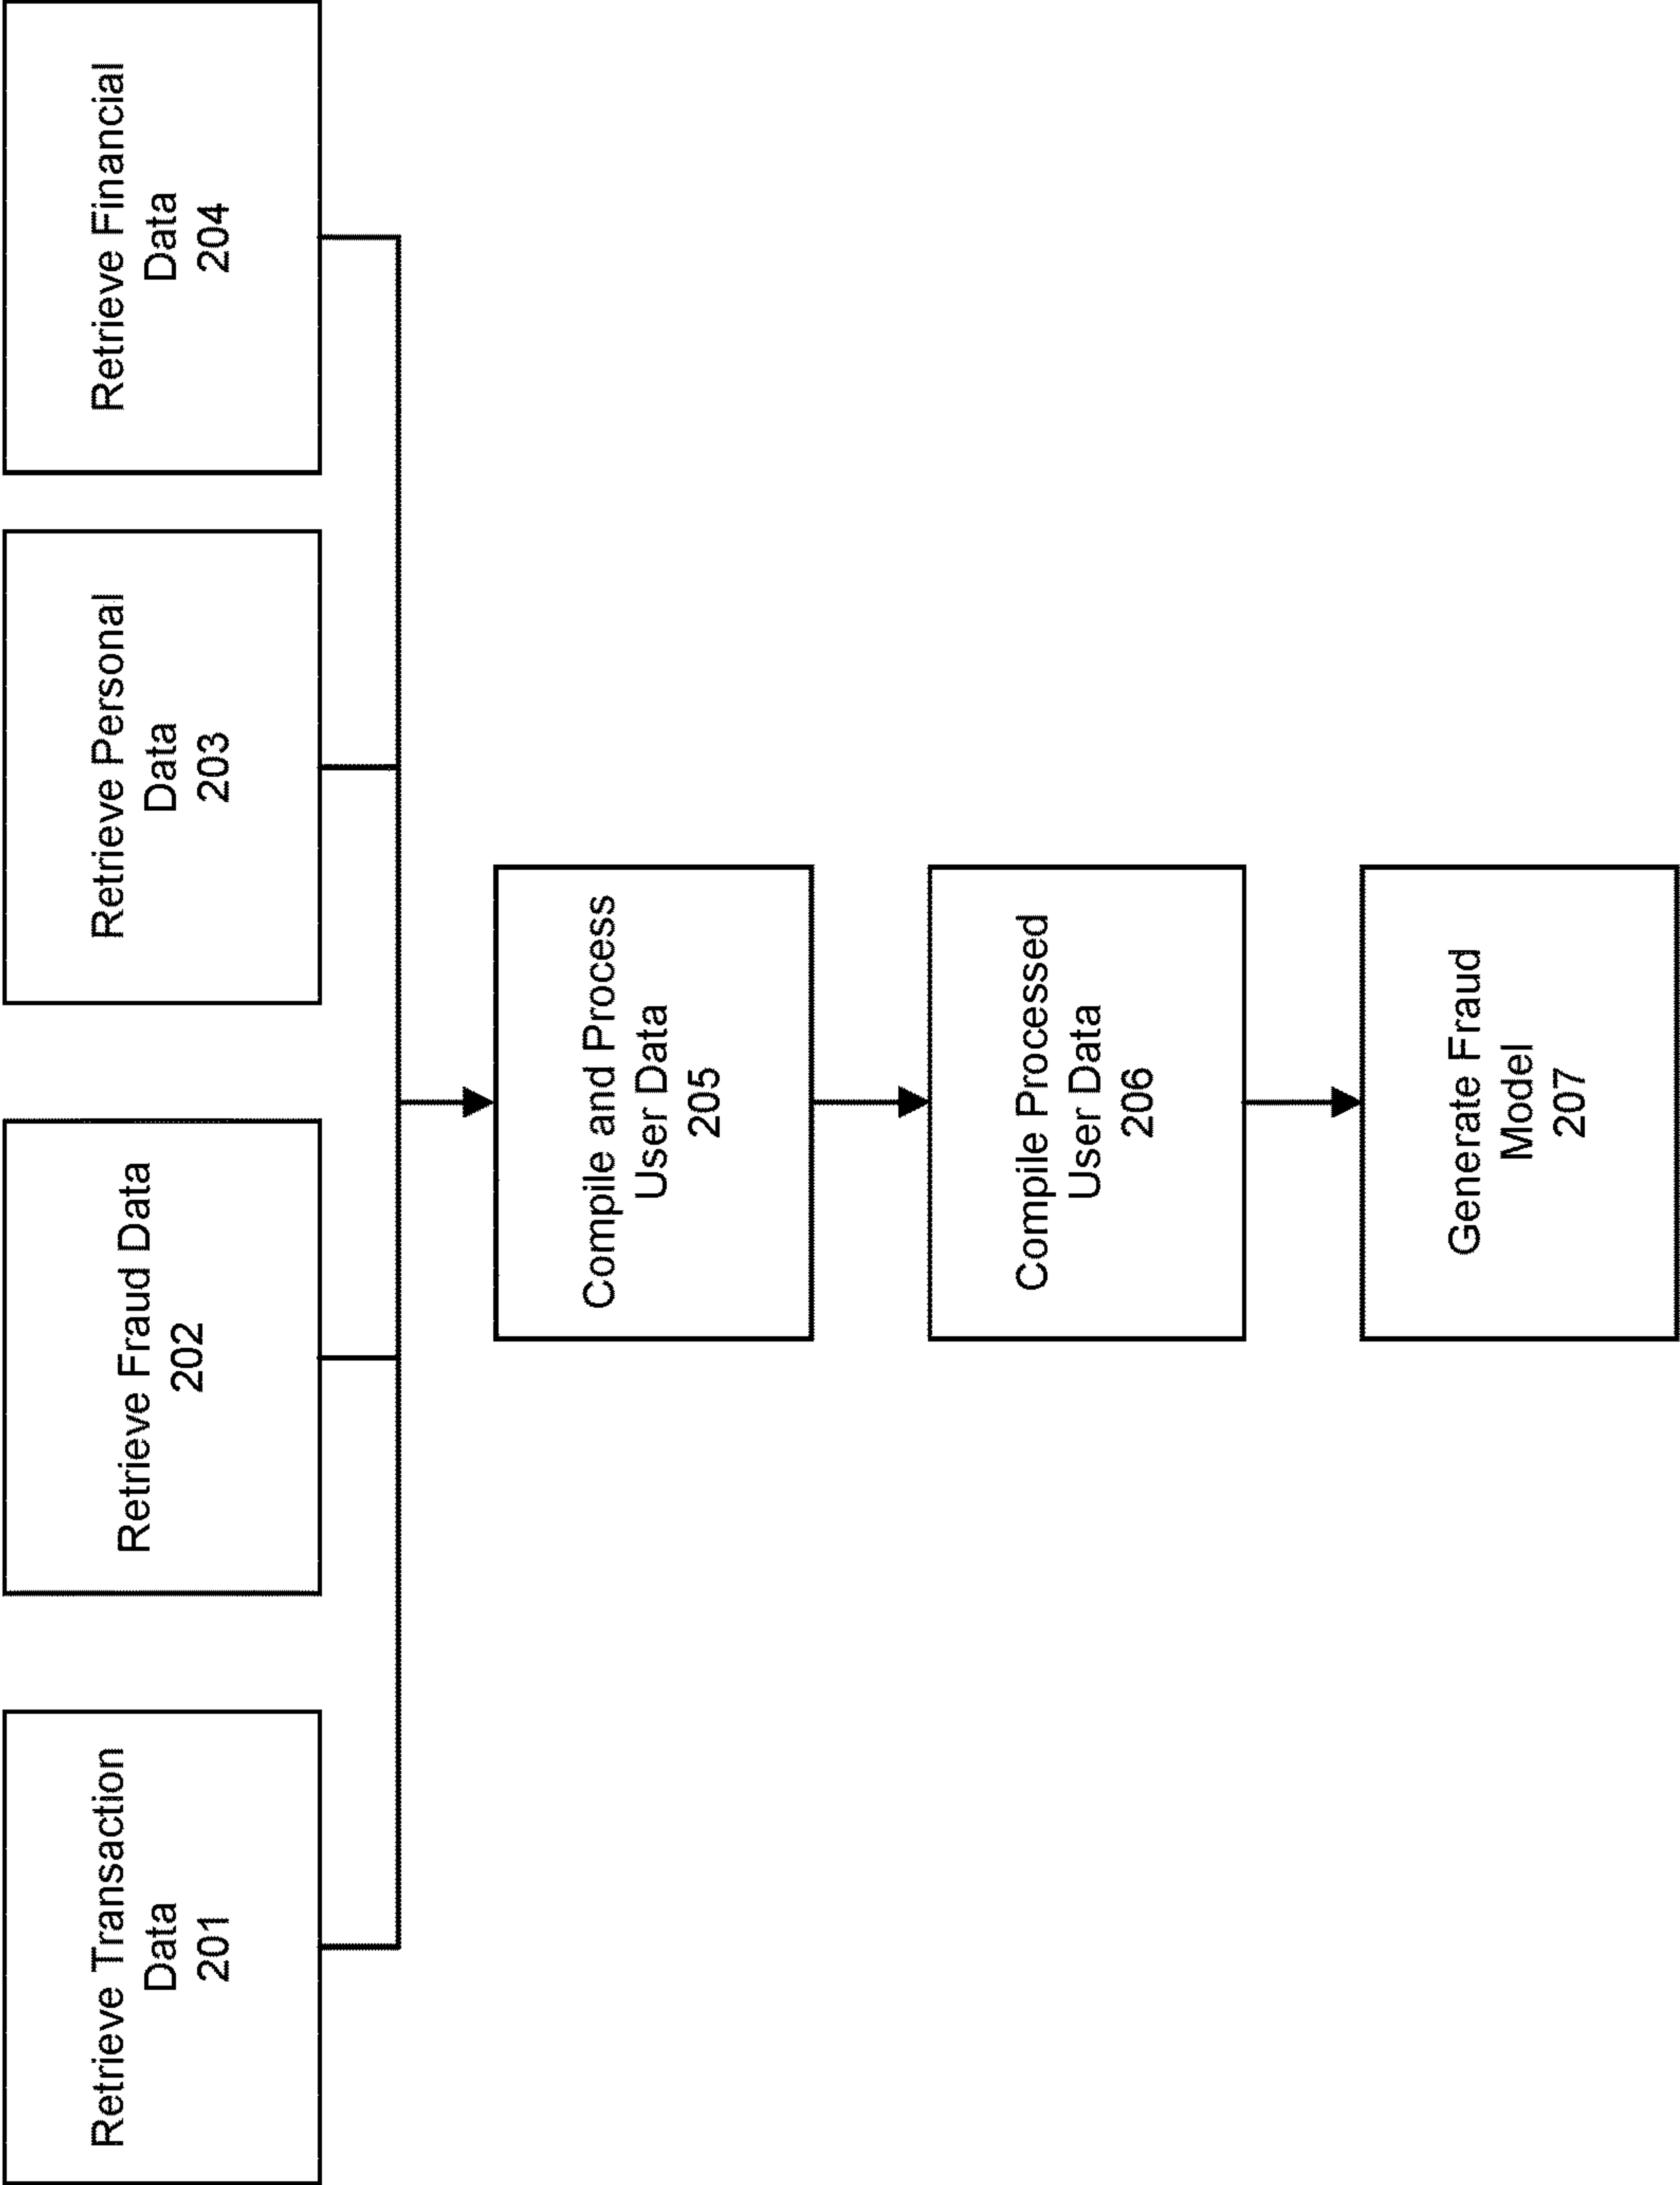 Retrieve Transaction
Data
201
Retrieve Fraud Data
202
Retrieve Personal
Data
203
Retrieve Financial
Data
204
Compile and Process
User Data
205
Compile Processed
User Data
206
Generate Fraud
Model
207